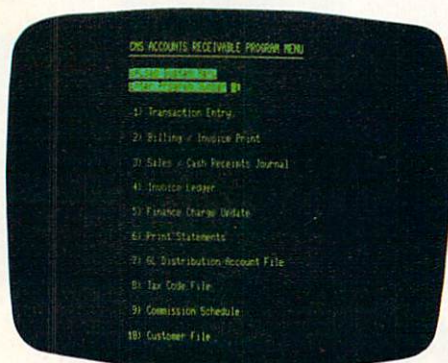 CMS ACCOUNTS RECEIVABLE PROGRAM MENU
1) Transaction Entry
2) Billing / Invoice Print
3) Sales / Cash Receipts Journal
4) Invoice Ledger
5) Finance Charge Update
6) Print Statements
7) GL Distribution Account File
8) Tax Code File
9) Commission Schedule
10) Customer File